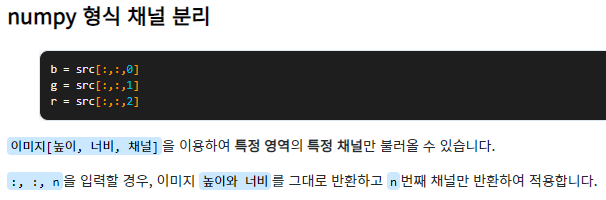 numpy 형식 채널 분리
b = src[:,:,0]
g = src[:,:,1]
r = src[:,:,2]
이미지[높이, 너비, 채널]을 이용하여 특정 영역의 특정 채널만 불러올 수 있습니다.
:, :, n을 입력할 경우, 이미지 높이와 너비를 그대로 반환하고 n번째 채널만 반환하여 적용합니다.